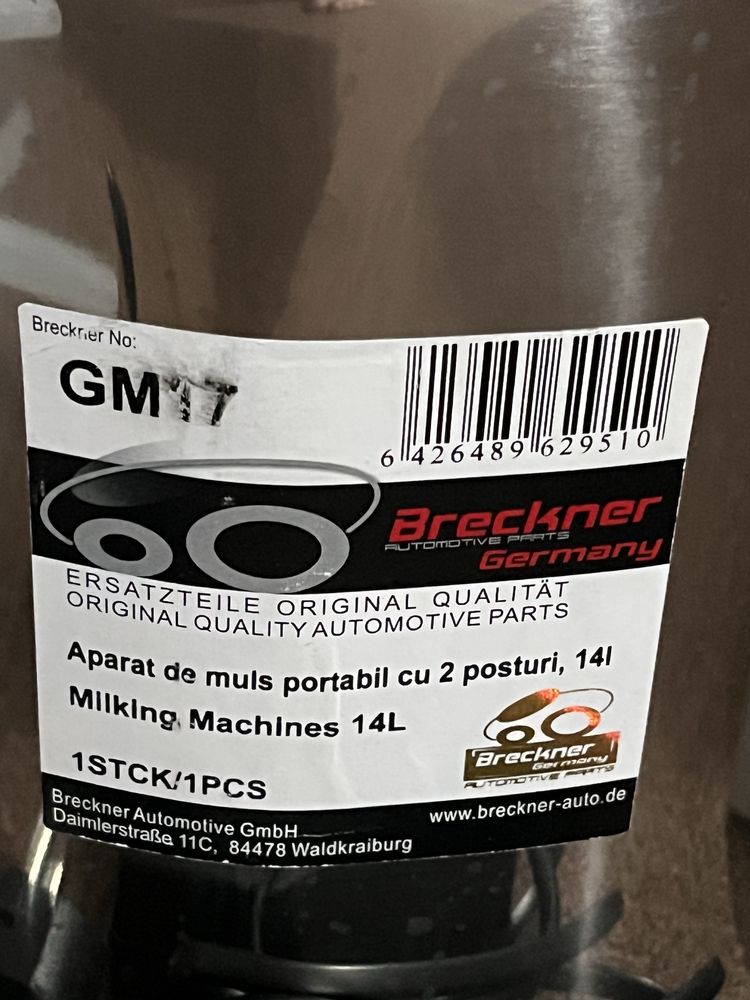 Breckner No:
GM17
6 426489 629510
Breckner
AUTOMOTIVE PARTS
Germany
ERSATZTEILE ORIGINAL QUALITÄT
ORIGINAL QUALITY AUTOMOTIVE PARTS
Aparat de muls portabil cu 2 posturi, 14l
Milking Machines 14L
Breckner
Germany
AUTOMOTIVE PARTS
1STCK/1PCS
Breckner Automotive GmbH
www.breckner-auto.de
Daimlerstraße 11C, 84478 Waldkraiburg